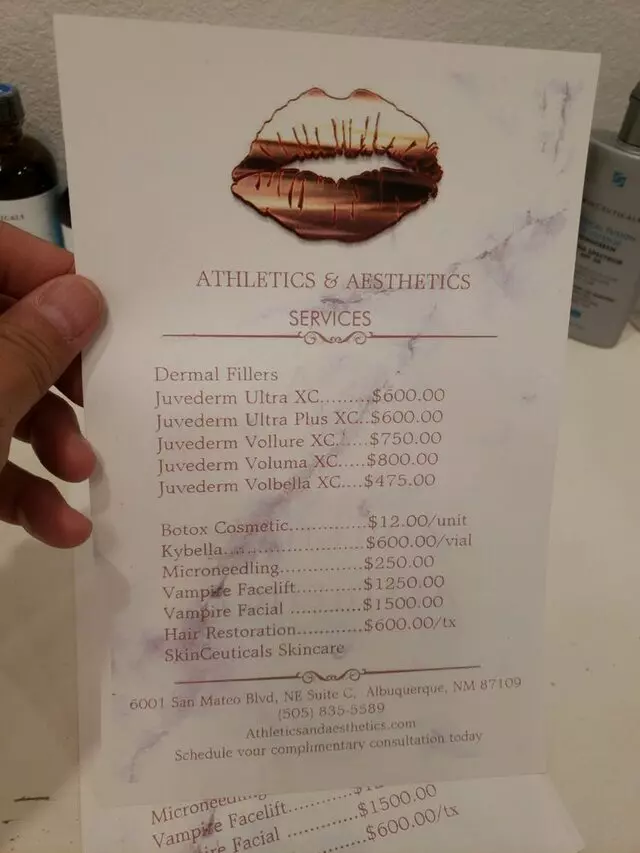 ATHLETICS & AESTHETICS
SERVICES
Dermal Fillers
Juvederm Ultra XC.........$600.00
Juvederm Ultra Plus XC..$600.00
Juvederm Vollure XC......$750.00
Juvederm Voluma XC.....$800.00
Juvederm Volbella XC....$475.00
Botox Cosmetic..............$12.00/unit
Kybella.........................$600.00/vial
Microneedling...............$250.00
Vampire Facelift............$1250.00
Vampire Facial .............$1500.00
Hair Restoration............$600.00/tx
SkinCeuticals Skincare
6001 San Mateo Blvd, NE Suite C, Albuquerque, NM 87109
(505) 835-5589
Athleticsandaesthetics.com
Schedule your complimentary consultation today
Vampire Facelift..............$1500.00
Facial ..............$600.00/tx